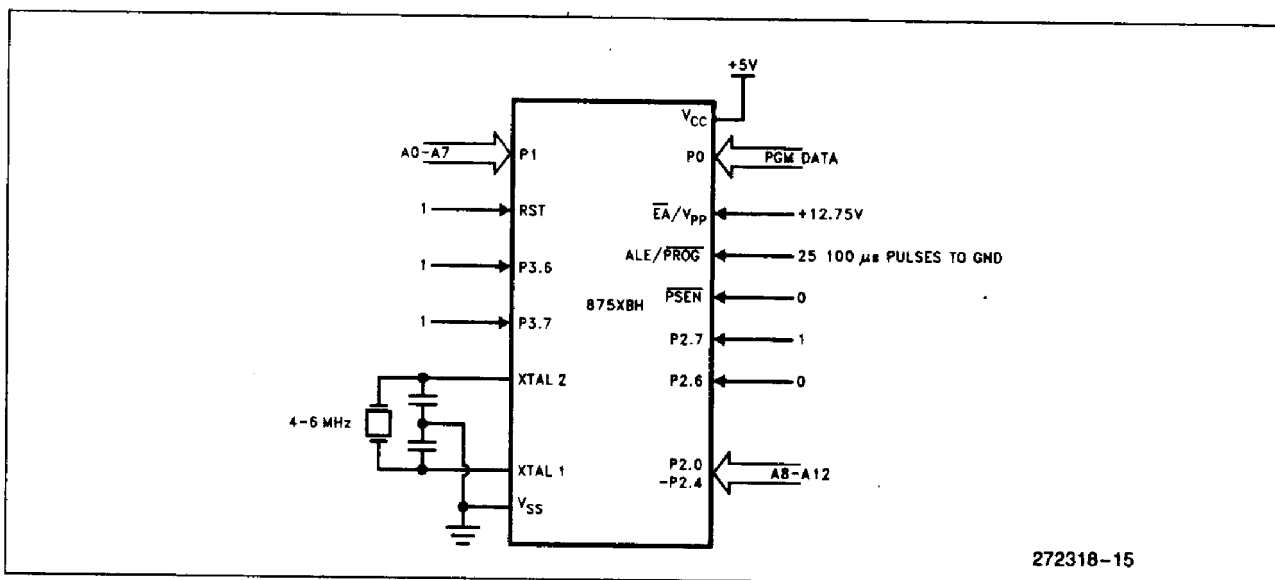 +5V
VCC
A0-A7
P1
P0
PGM DATA
1
RST
EA/VPP
+12.75V
ALE/PROG
25 100 µs PULSES TO GND
1
P3.6
PSEN
0
875XBH
1
P3.7
P2.7
1
XTAL 2
P2.6
0
4-6 MHz
XTAL 1
P2.0
-P2.4
A8-A12
VSS
272318-15